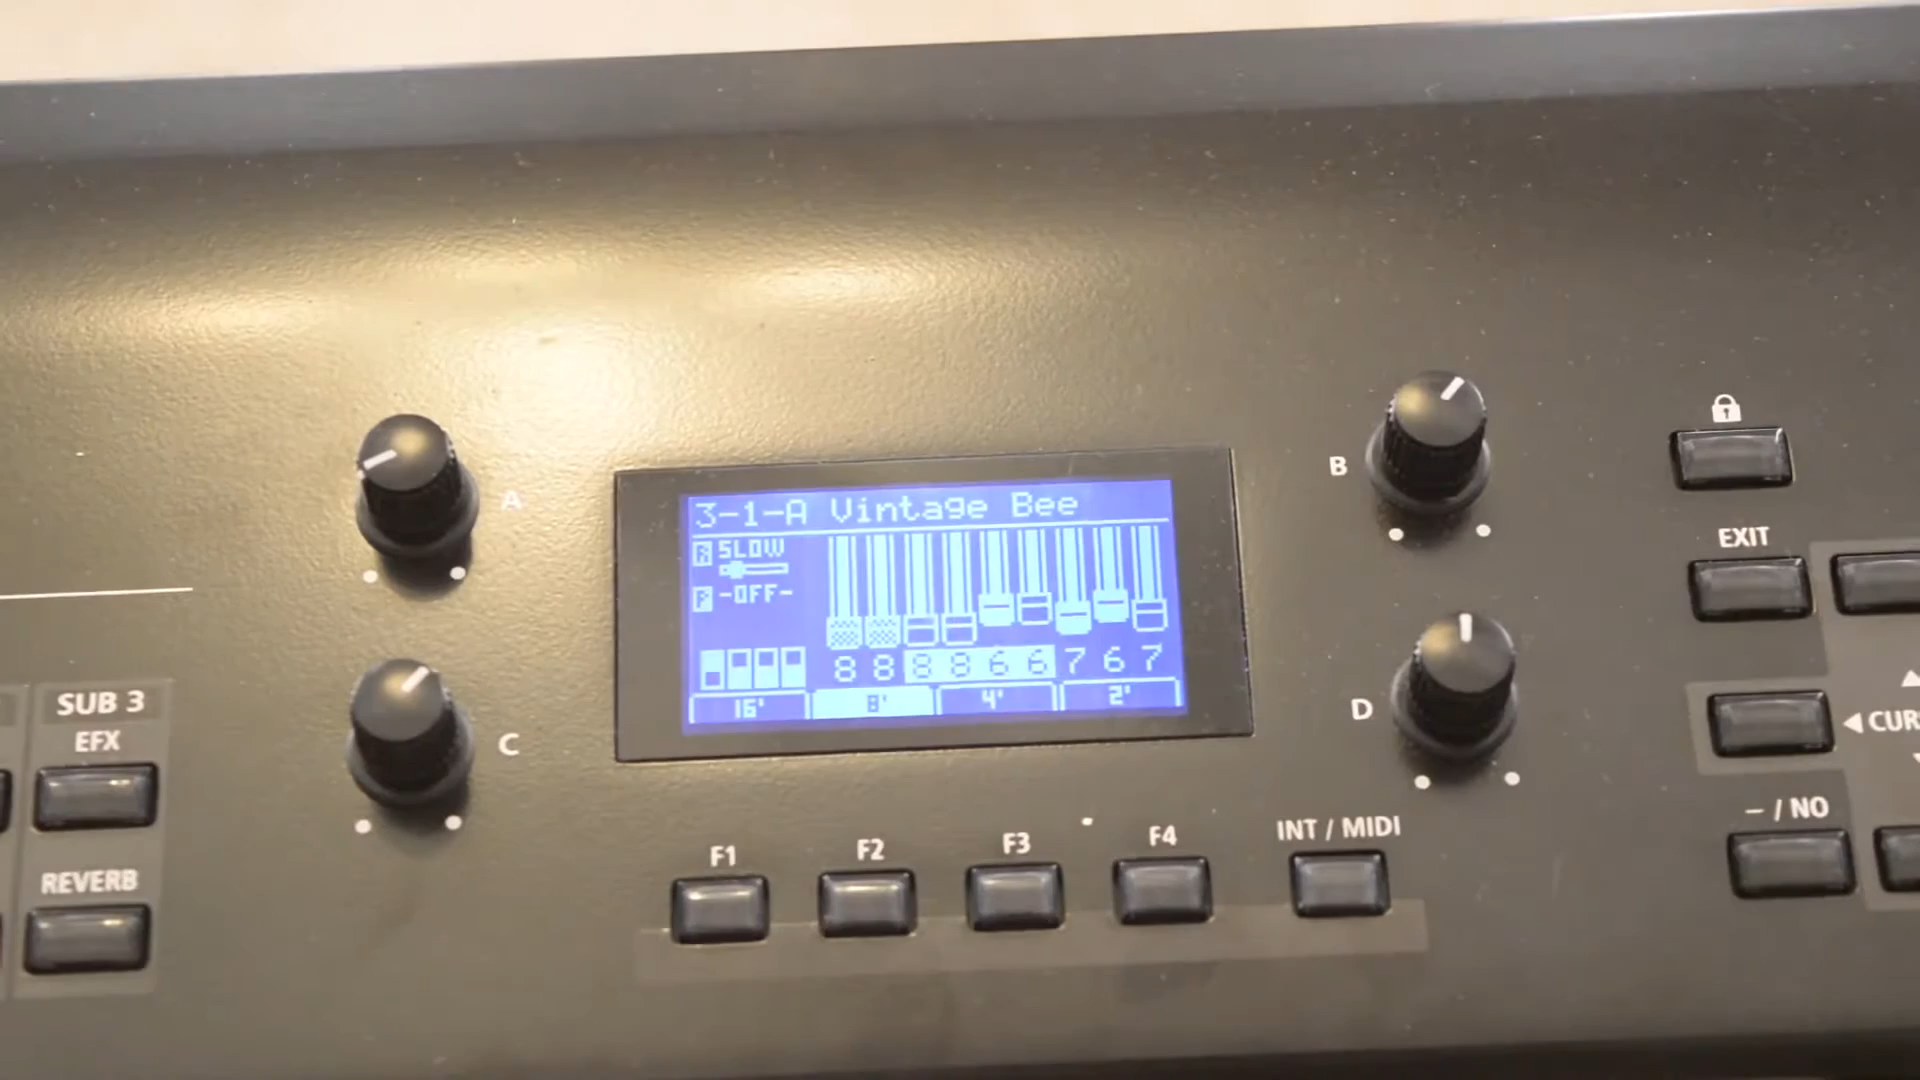 3-1-A Vintage Bee
R SLOW
P -OFF-
8 8 8 8 6 6 7 6 7
16' 8' 4' 2'
A
B
C
D
SUB 3
EFX
REVERB
F1 F2 F3 F4 INT / MIDI
EXIT
◀ CUR
– / NO